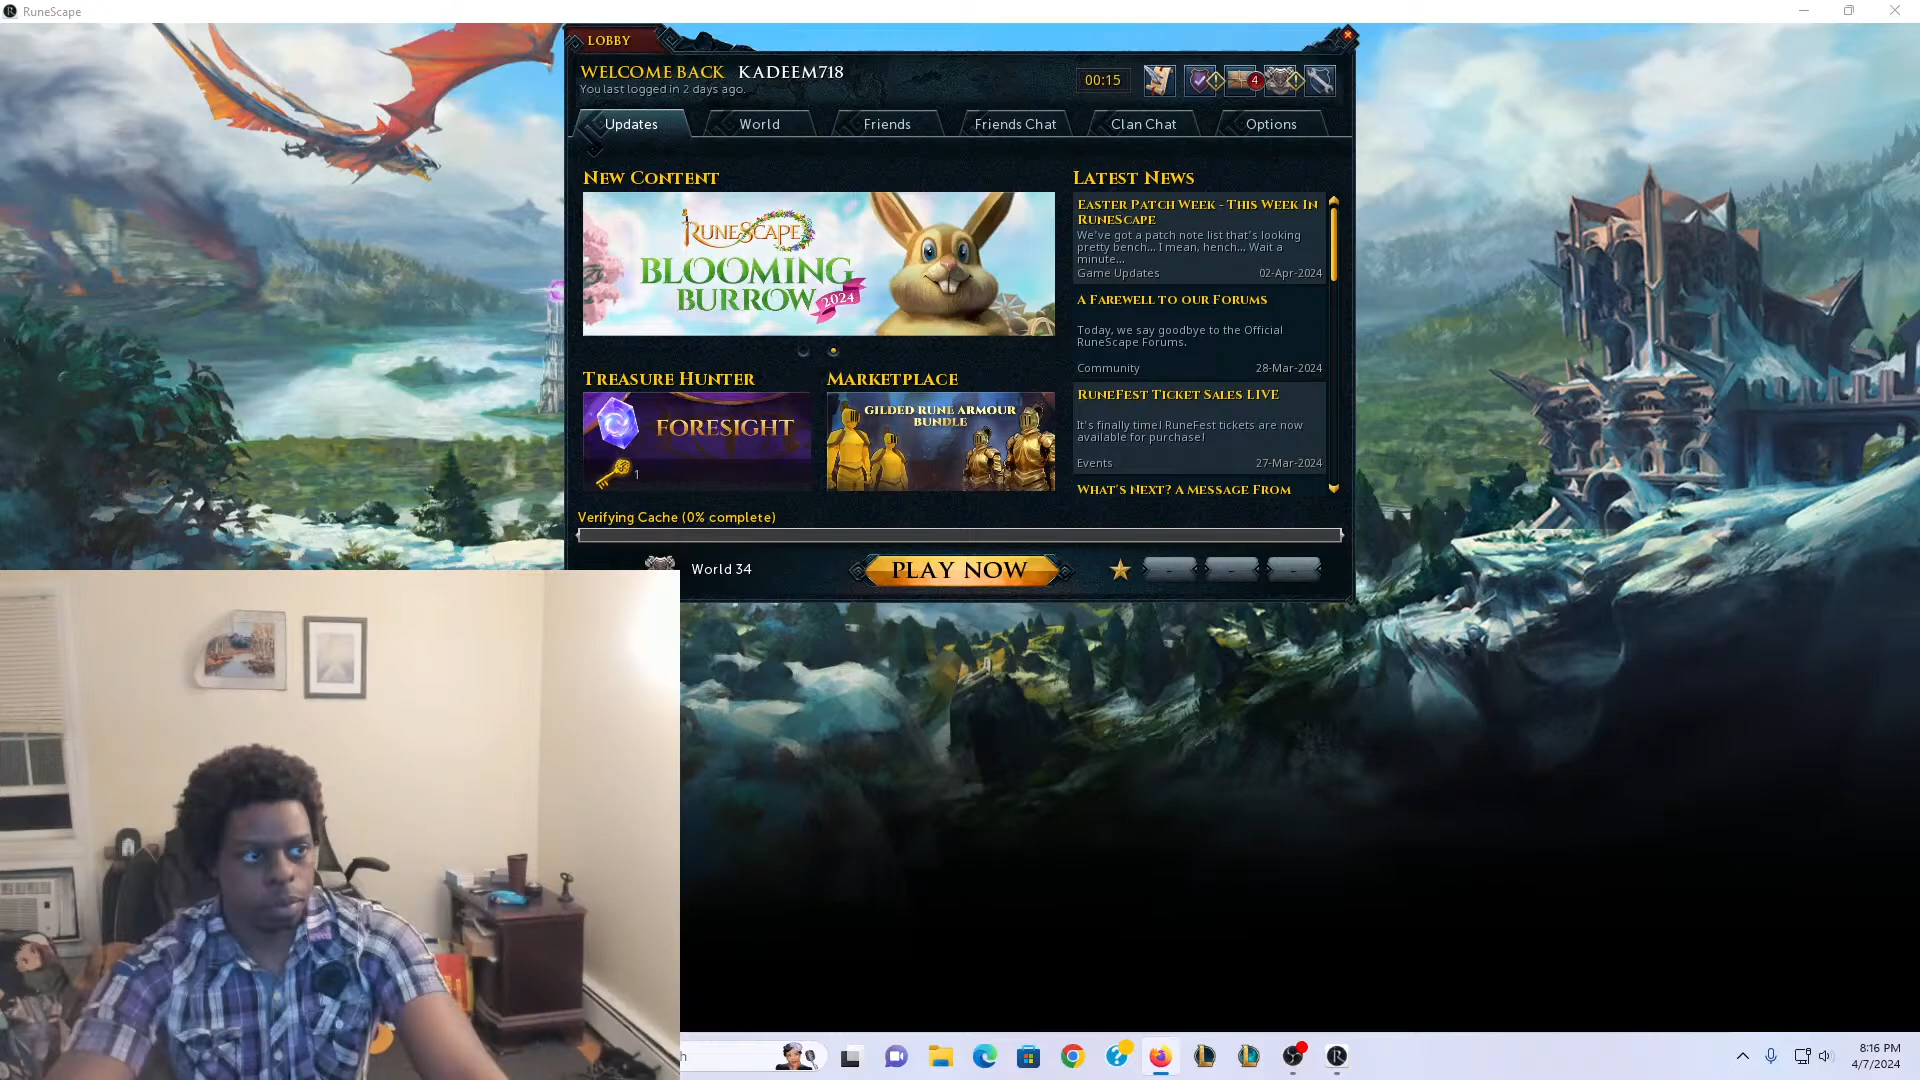 RuneScape
LOBBY
WELCOME BACK KADEEM718
You last logged in 2 days ago.
00:15
4
Updates
World
Friends
Friends Chat
Clan Chat
Options
NEW CONTENT
RUNESCAPE
BLOOMING
BURROW
2024
LATEST NEWS
EASTER PATCH WEEK - THIS WEEK IN
RUNESCAPE
We've got a patch note list that's looking
pretty bench... I mean, hench... Wait a
minute...
Game Updates 02-Apr-2024
A FAREWELL TO OUR FORUMS
Today, we say goodbye to the Official
RuneScape Forums.
Community 28-Mar-2024
RUNEFEST TICKET SALES LIVE
It's finally time! RuneFest tickets are now
available for purchase!
Events 27-Mar-2024
WHAT'S NEXT? A MESSAGE FROM
TREASURE HUNTER
FORESIGHT
1
MARKETPLACE
GILDED RUNE ARMOUR
BUNDLE
Verifying Cache (0% complete)
World 34
PLAY NOW
- - -
h
8:16 PM
4/7/2024